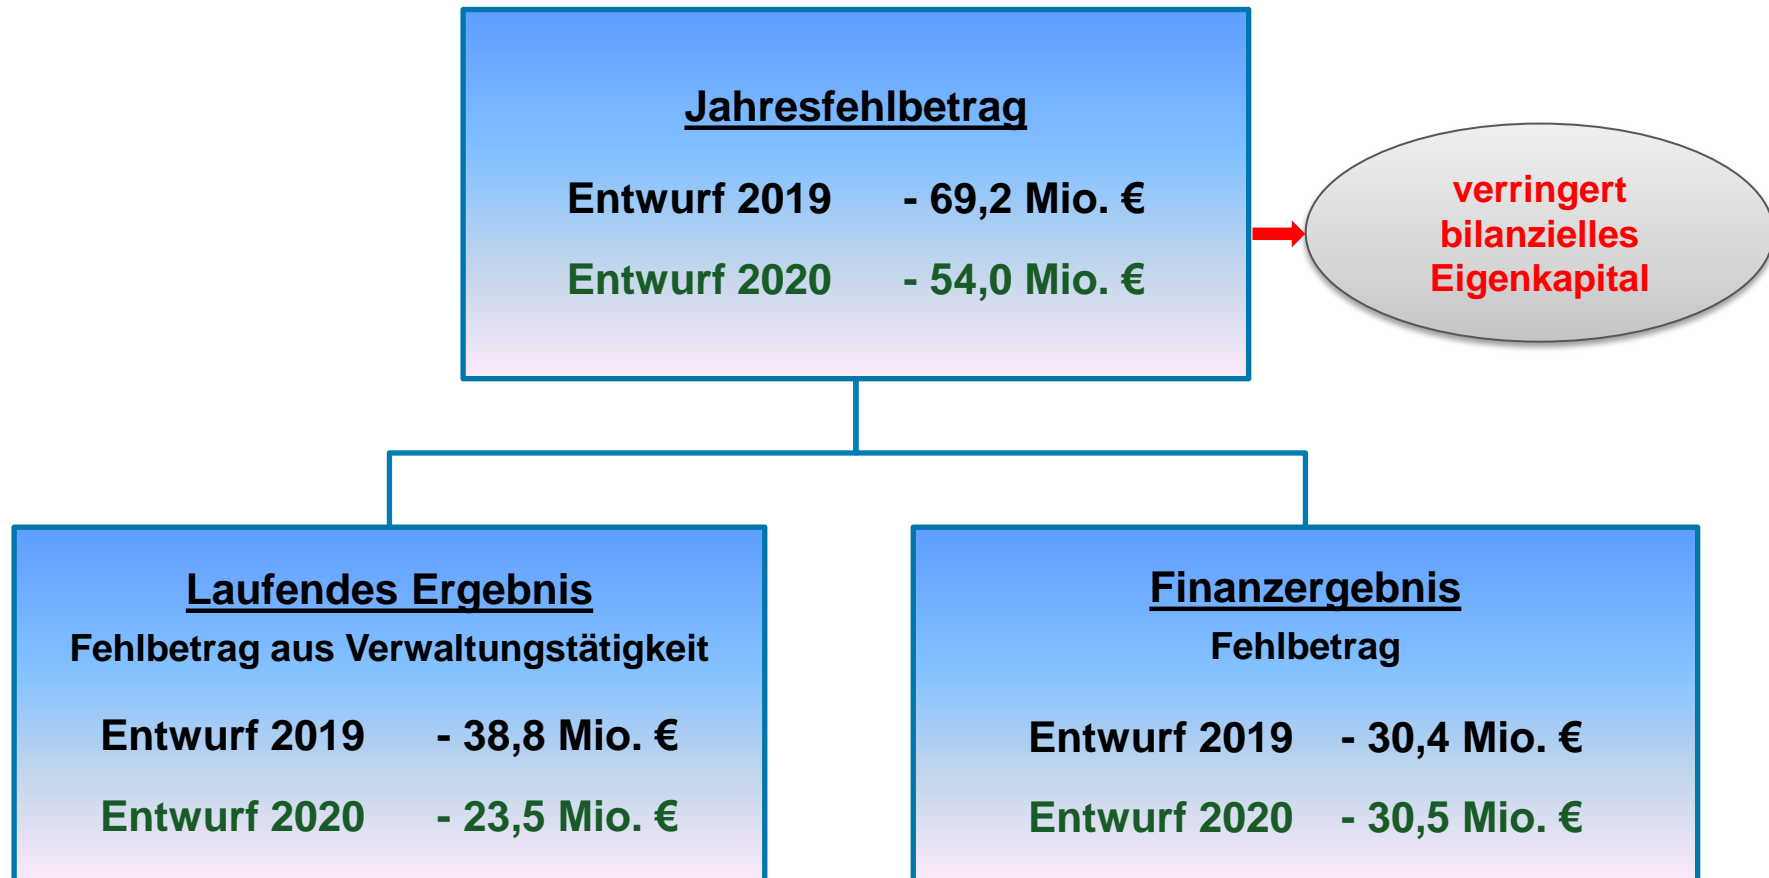 Jahresfehlbetrag
Entwurf 2019 - 69,2 Mio. €
Entwurf 2020 - 54,0 Mio. €
verringert
bilanzielles
Eigenkapital
Laufendes Ergebnis
Fehlbetrag aus Verwaltungstätigkeit
Entwurf 2019 - 38,8 Mio. €
Entwurf 2020 - 23,5 Mio. €
Finanzergebnis
Fehlbetrag
Entwurf 2019 - 30,4 Mio. €
Entwurf 2020 - 30,5 Mio. €